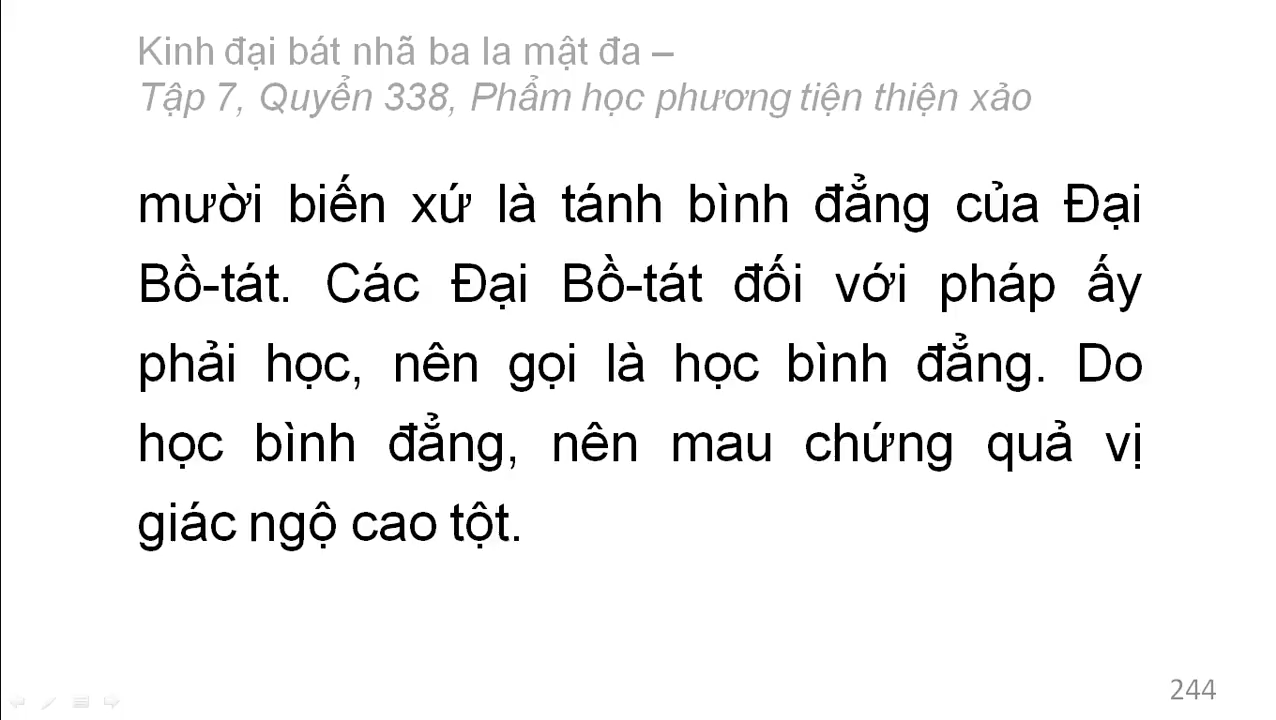 Kinh đại bát nhã ba la mật đa –
Tập 7, Quyển 338, Phẩm học phương tiện thiện xảo
mười biến xứ là tánh bình đẳng của Đại
Bồ-tát. Các Đại Bồ-tát đối với pháp ấy
phải học, nên gọi là học bình đẳng. Do
học bình đẳng, nên mau chứng quả vị
giác ngộ cao tột.
244